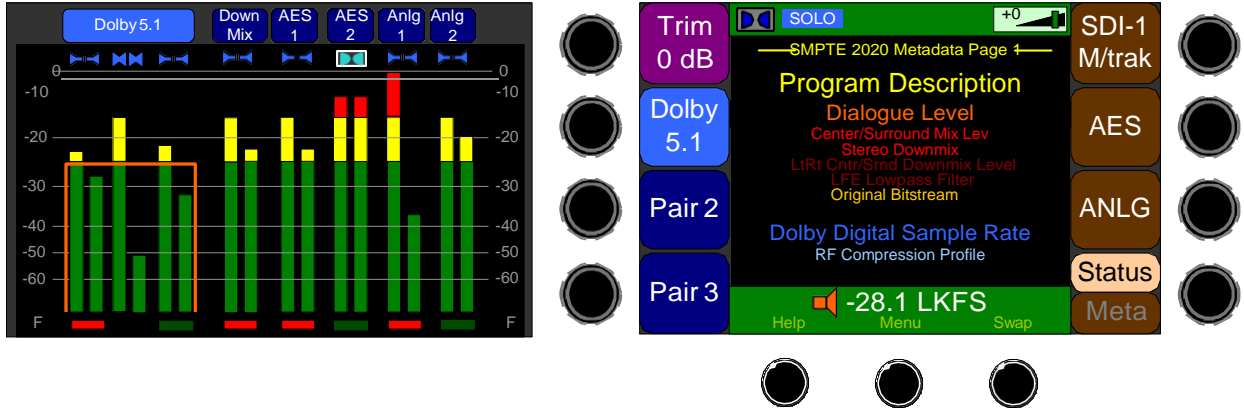 Dolby 5.1
Down Mix
AES 1
AES 2
Anlg 1
Anlg 2
0 0
-10 -10
-20 -20
-30 -30
-40 -40
-50 -50
-60 -60
F F
Trim
0 dB
Dolby
5.1
Pair 2
Pair 3
SOLO
+0
SMPTE 2020 Metadata Page 1
Program Description
Dialogue Level
Center/Surround Mix Lev
Stereo Downmix
LtRt Cntr/Srnd Downmix Level
LFE Lowpass Filter
Original Bitstream
Dolby Digital Sample Rate
RF Compression Profile
-28.1 LKFS
Help Menu Swap
SDI-1
M/trak
AES
ANLG
Status
Meta